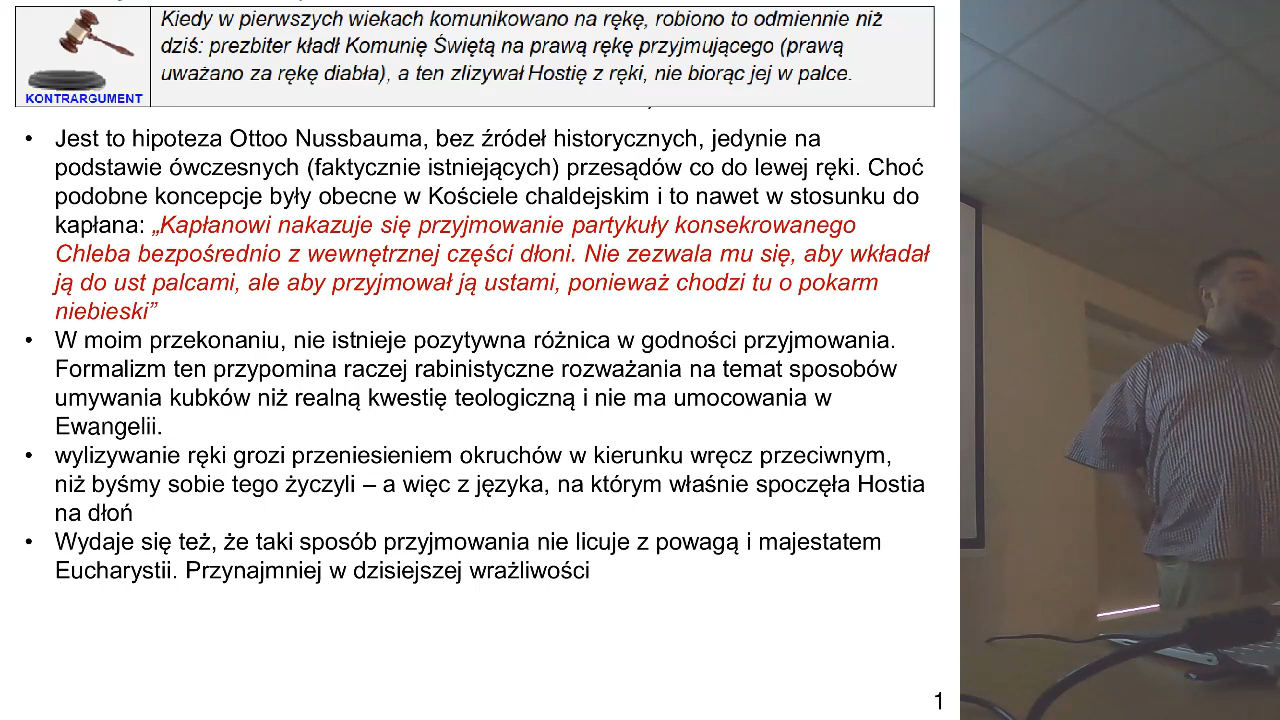 Kiedy w pierwszych wiekach komunikowano na rękę, robiono to odmiennie niż
dziś: prezbiter kładł Komunię Świętą na prawą rękę przyjmującego (prawą
uważano za rękę diabła), a ten zlizywał Hostię z ręki, nie biorąc jej w palce.
KONTRARGUMENT
• Jest to hipoteza Ottoo Nussbauma, bez źródeł historycznych, jedynie na
podstawie ówczesnych (faktycznie istniejących) przesądów co do lewej ręki. Choć
podobne koncepcje były obecne w Kościele chaldejskim i to nawet w stosunku do
kapłana: „Kapłanowi nakazuje się przyjmowanie partykuły konsekrowanego
Chleba bezpośrednio z wewnętrznej części dłoni. Nie zezwala mu się, aby wkładał
ją do ust palcami, ale aby przyjmował ją ustami, ponieważ chodzi tu o pokarm
niebieski”
• W moim przekonaniu, nie istnieje pozytywna różnica w godności przyjmowania.
Formalizm ten przypomina raczej rabinistyczne rozważania na temat sposobów
umywania kubków niż realną kwestię teologiczną i nie ma umocowania w
Ewangelii.
• wylizywanie ręki grozi przeniesieniem okruchów w kierunku wręcz przeciwnym,
niż byśmy sobie tego życzyli – a więc z języka, na którym właśnie spoczęła Hostia
na dłoń
• Wydaje się też, że taki sposób przyjmowania nie licuje z powagą i majestatem
Eucharystii. Przynajmniej w dzisiejszej wrażliwości
1